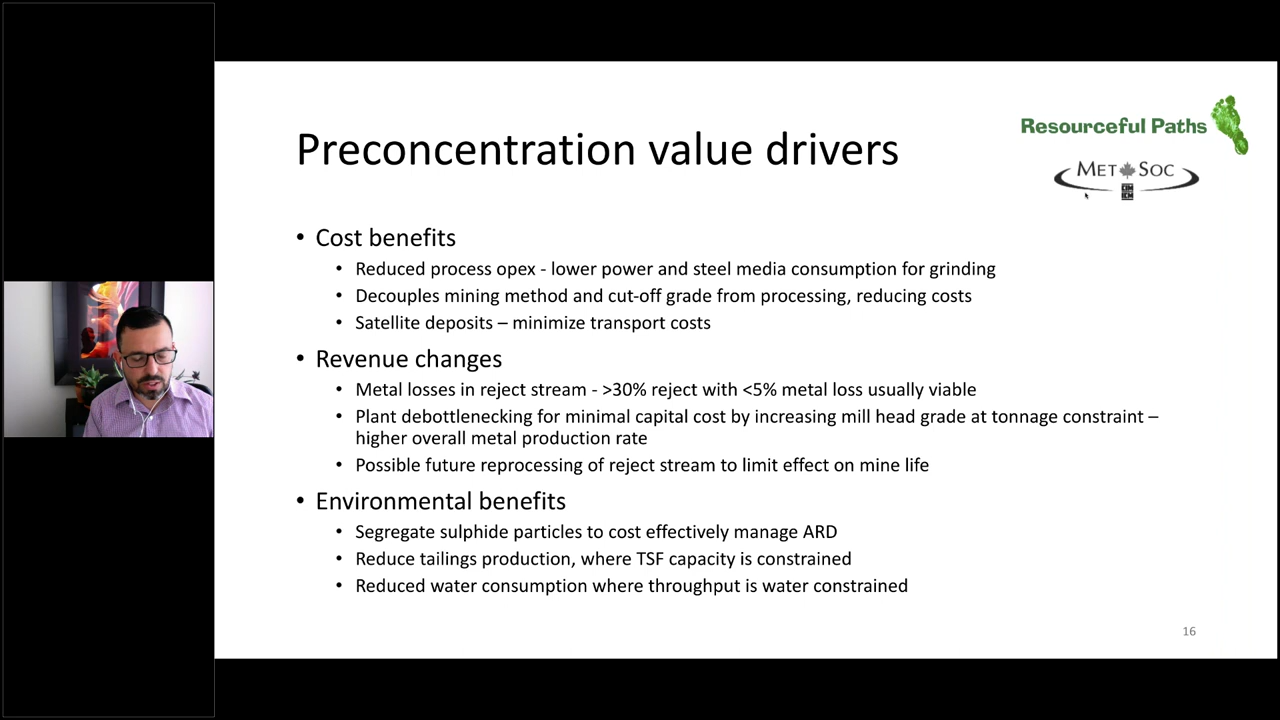 Resourceful Paths
MET SOC
CIM
ICM
Preconcentration value drivers
• Cost benefits
• Reduced process opex - lower power and steel media consumption for grinding
• Decouples mining method and cut-off grade from processing, reducing costs
• Satellite deposits – minimize transport costs
• Revenue changes
• Metal losses in reject stream - >30% reject with <5% metal loss usually viable
• Plant debottlenecking for minimal capital cost by increasing mill head grade at tonnage constraint –
higher overall metal production rate
• Possible future reprocessing of reject stream to limit effect on mine life
• Environmental benefits
• Segregate sulphide particles to cost effectively manage ARD
• Reduce tailings production, where TSF capacity is constrained
• Reduced water consumption where throughput is water constrained
16